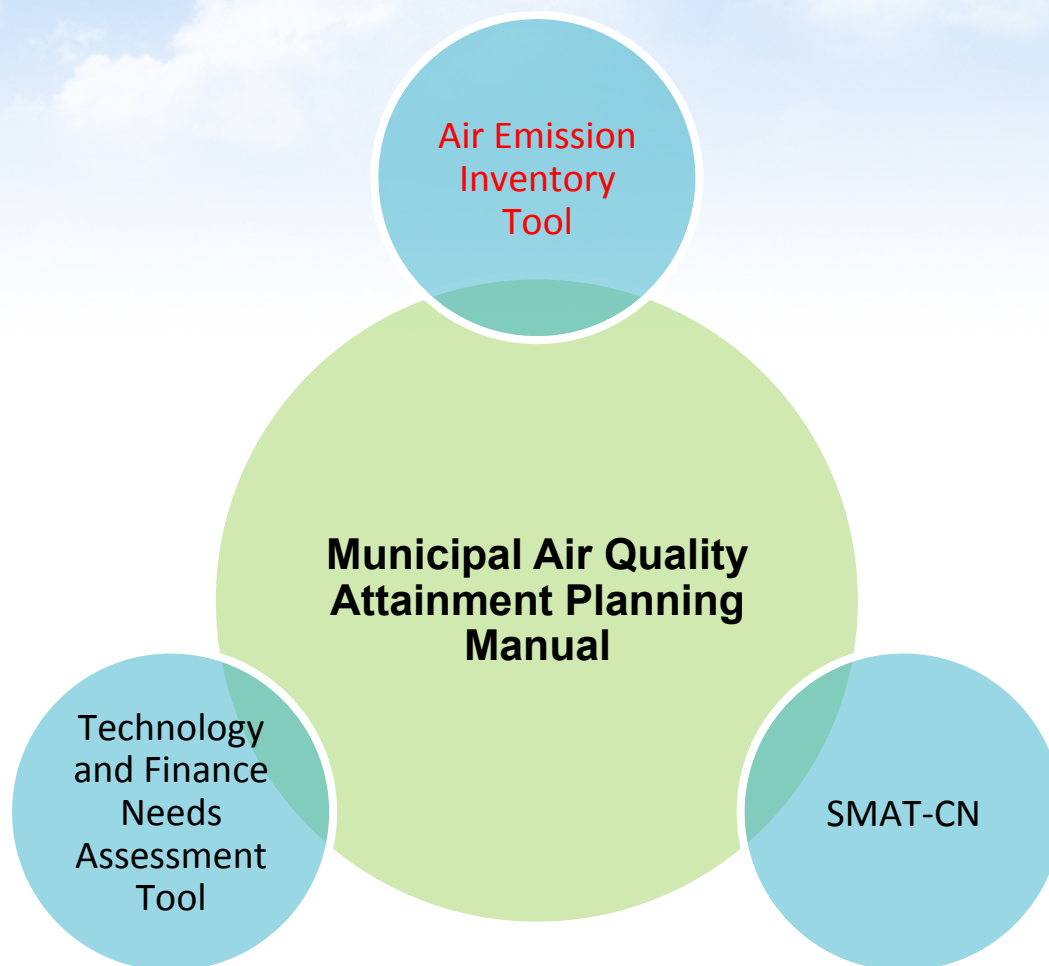 Air Emission
Inventory
Tool
Municipal Air Quality
Attainment Planning
Manual
Technology
and Finance
Needs
Assessment
Tool
SMAT-CN